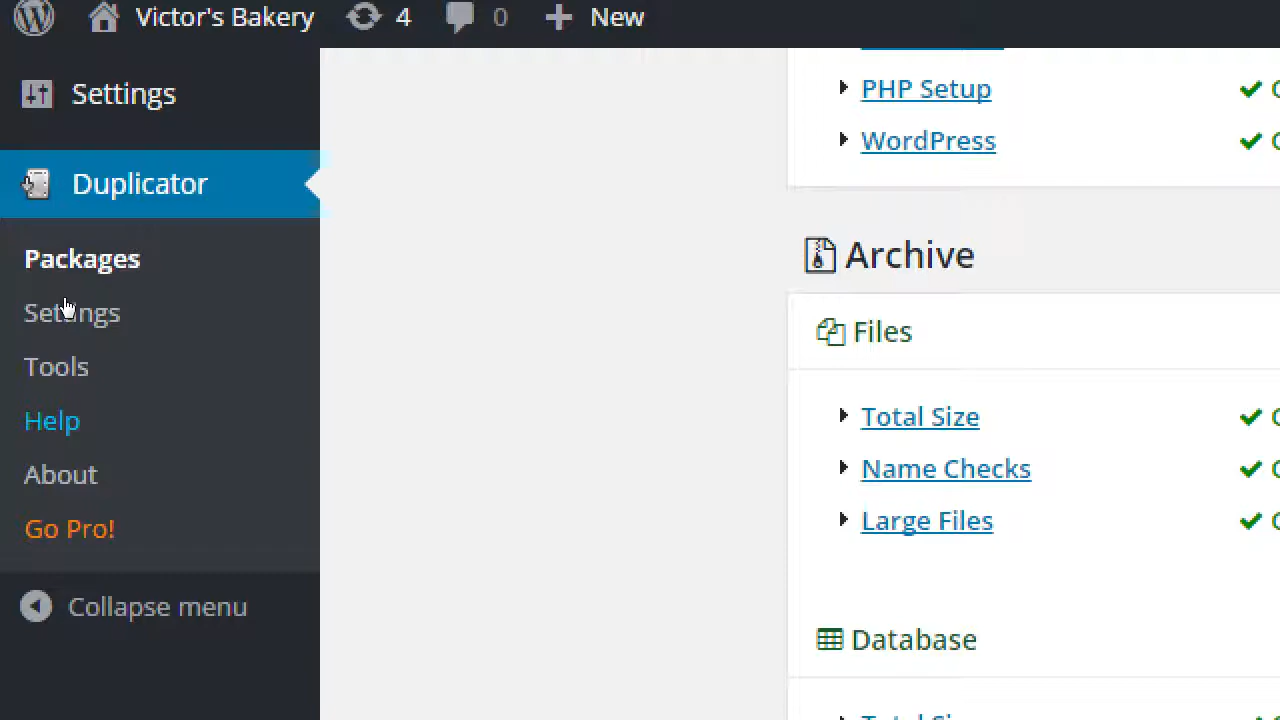 Victor's Bakery 4 0 New
Settings
Duplicator
Packages
Settings
Tools
Help
About
Go Pro!
Collapse menu
PHP Setup
WordPress
Archive
Files
Total Size
Name Checks
Large Files
Database